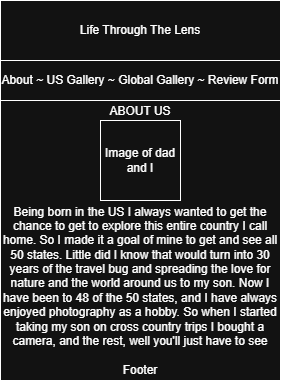 Life Through The Lens
About ~ US Gallery ~ Global Gallery ~ Review Form
ABOUT US
Image of dad
and I
Being born in the US I always wanted to get the
chance to get to explore this entire country I call
home. So I made it a goal of mine to get and see all
50 states. Little did I know that would turn into 30
years of the travel bug and spreading the love for
nature and the world around us to my son. Now I
have been to 48 of the 50 states, and I have always
enjoyed photography as a hobby. So when I started
taking my son on cross country trips I bought a
camera, and the rest, well you'll just have to see
Footer